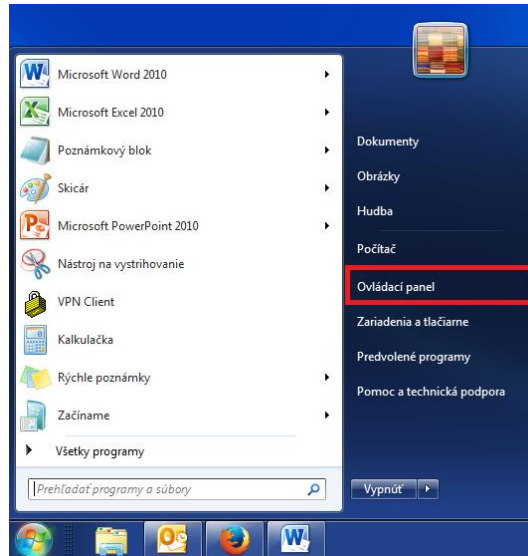 Microsoft Word 2010
Microsoft Excel 2010
Poznámkový blok
Skicár
Microsoft PowerPoint 2010
Nástroj na vystrihovanie
VPN Client
Kalkulačka
Rýchle poznámky
Začíname
Všetky programy
Prehľadať programy a súbory
Dokumenty
Obrázky
Hudba
Počítač
Ovládací panel
Zariadenia a tlačiarne
Predvolené programy
Pomoc a technická podpora
Vypnúť